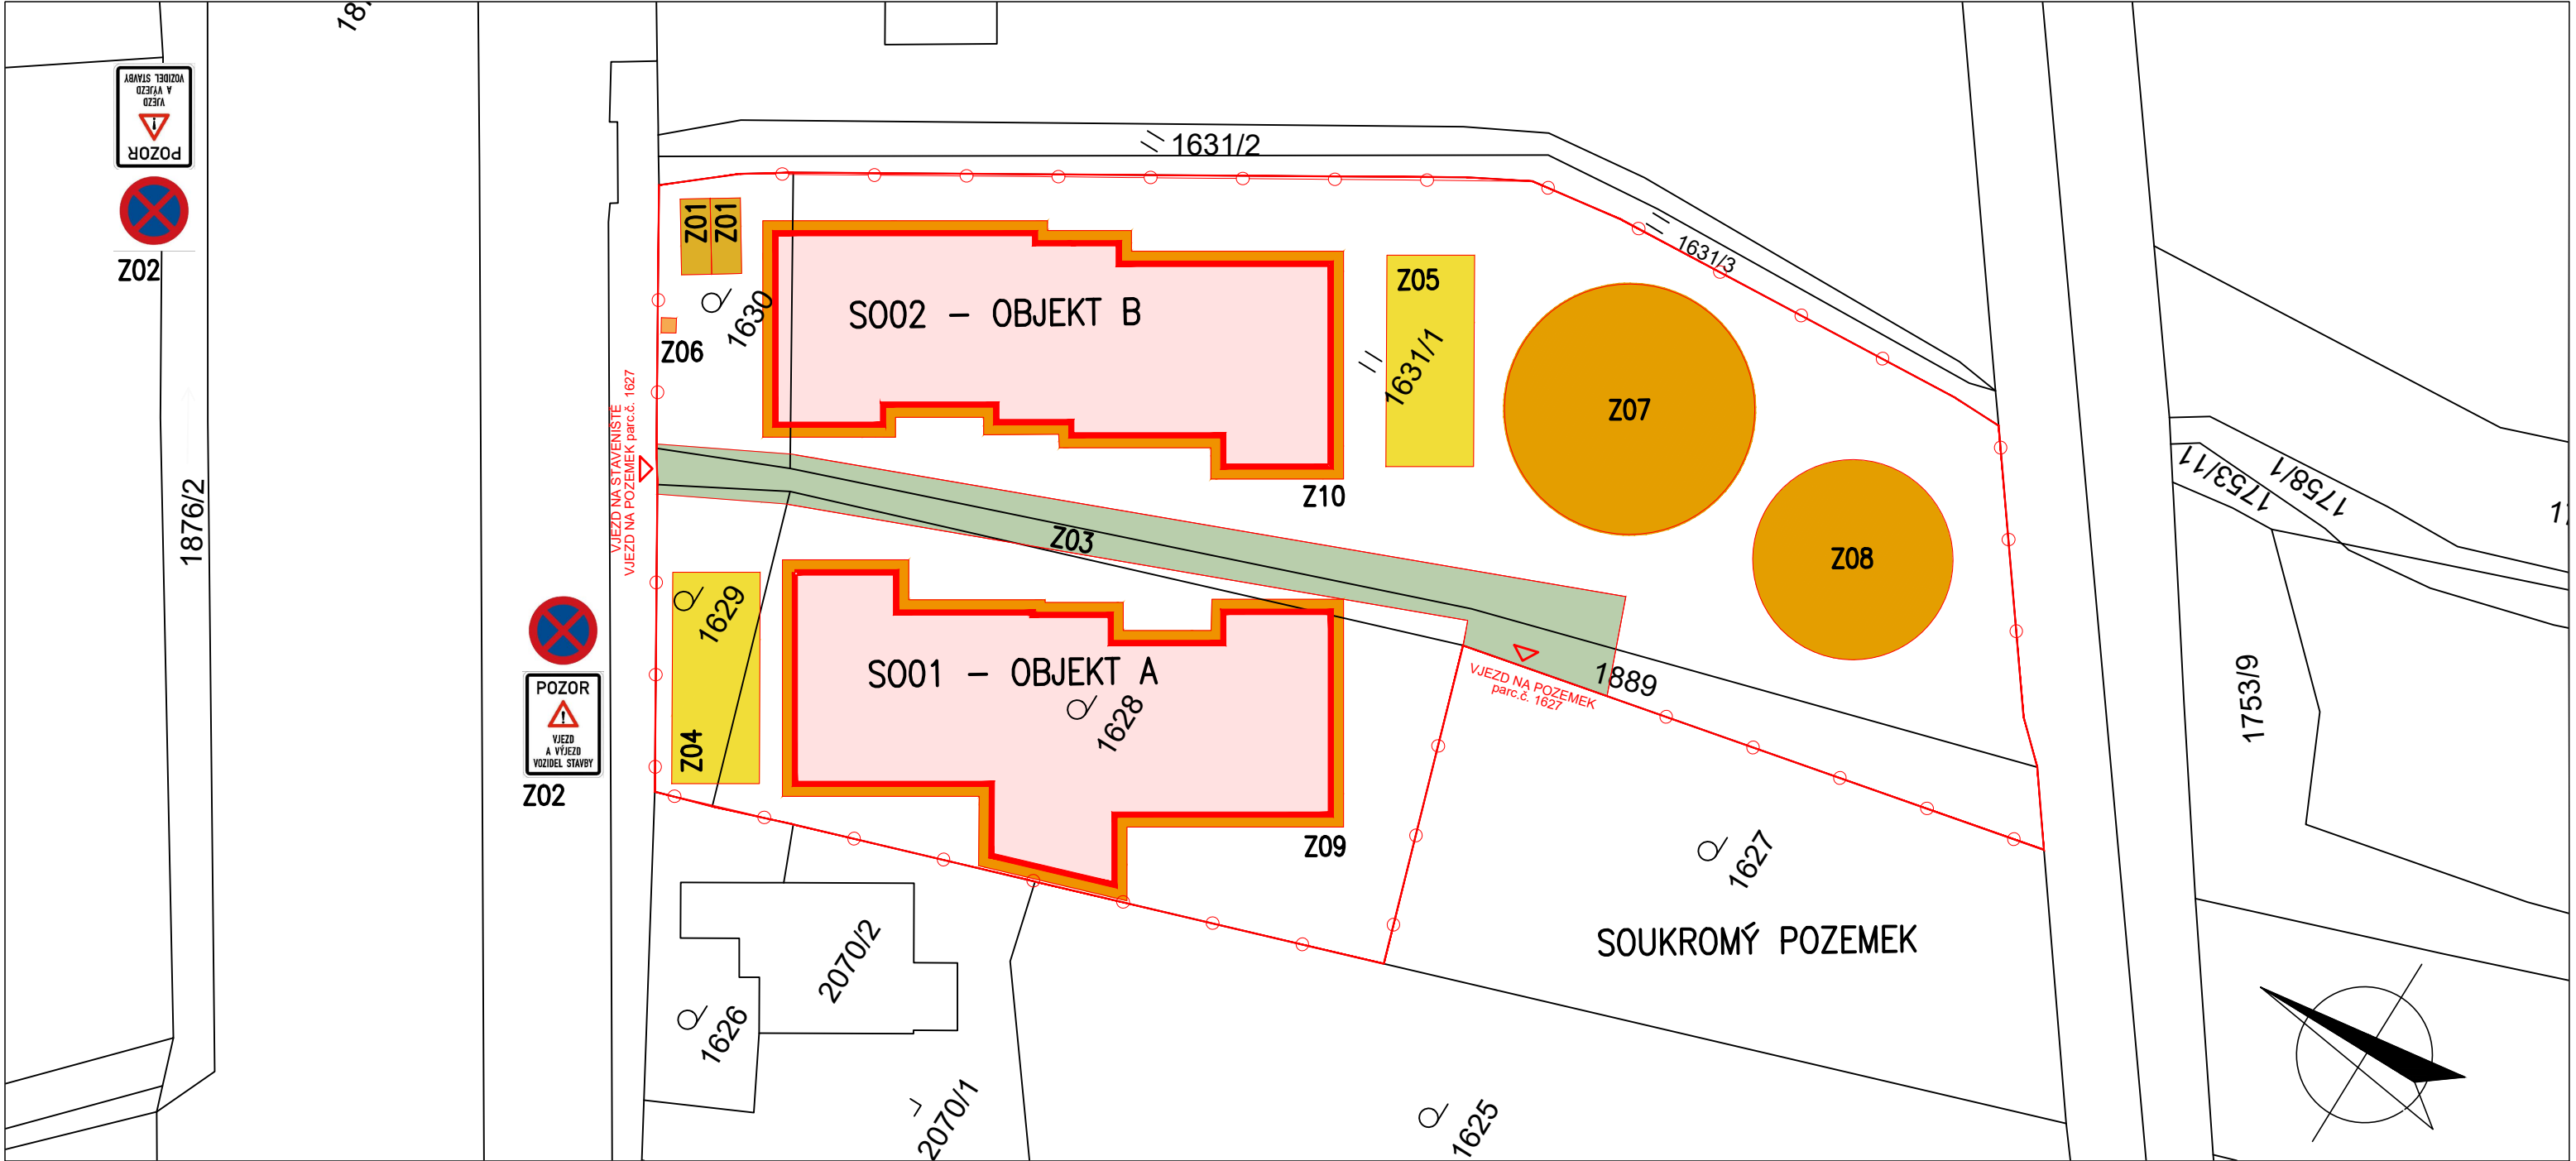 VJEZD
A VÝJEZD
VOZIDEL STAVBY
POZOR
Z02
1631/2
Z01
Z01
1631/3
1630
Z06
SO02 – OBJEKT B
Z05
1631/1
Z07
VJEZD NA STAVENIŠTĚ
VJEZD NA POZEMEK parc.č. 1627
1876/2
Z10
1753/11
1758/1
Z03
Z08
1629
Z04
SO01 – OBJEKT A
1628
1889
VJEZD NA POZEMEK
parc.č. 1627
1753/9
POZOR
VJEZD
A VÝJEZD
VOZIDEL STAVBY
Z02
Z09
1627
SOUKROMÝ POZEMEK
2070/2
1626
2070/1
1625